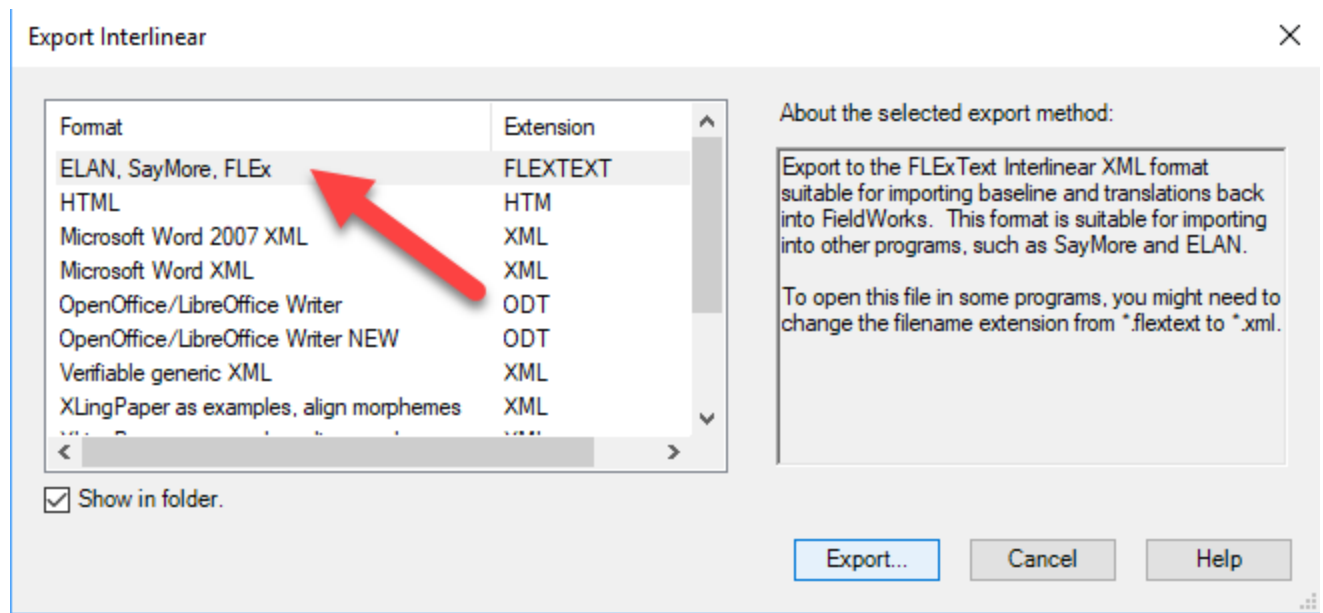 Export Interlinear
Format Extension
ELAN, SayMore, FLEx FLEXTEXT
HTML HTM
Microsoft Word 2007 XML XML
Microsoft Word XML XML
OpenOffice/LibreOffice Writer ODT
OpenOffice/LibreOffice Writer NEW ODT
Verifiable generic XML XML
XLingPaper as examples, align morphemes XML
Show in folder.
About the selected export method:
Export to the FLExText Interlinear XML format
suitable for importing baseline and translations back
into FieldWorks. This format is suitable for importing
into other programs, such as SayMore and ELAN.
To open this file in some programs, you might need to
change the filename extension from *.flextext to *.xml.
Export... Cancel Help